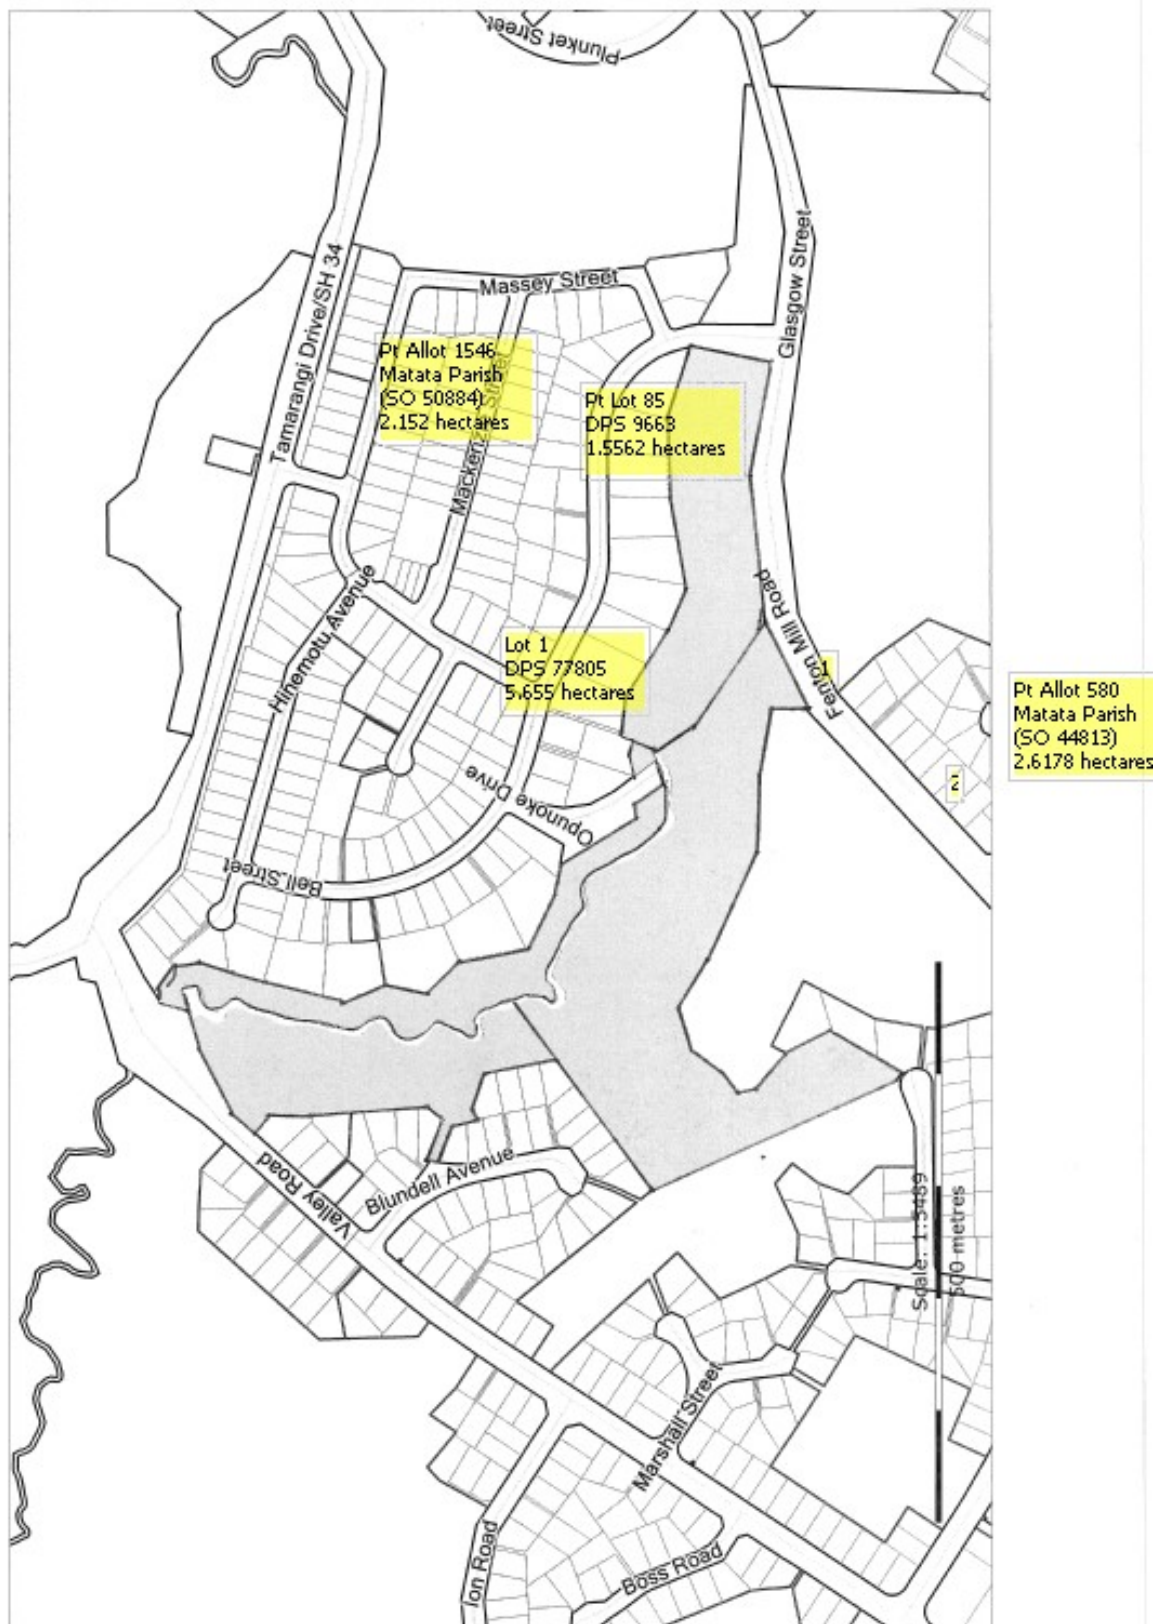 Plunket Street
Tamarangi Drive/SH 34
Massey Street
Glasgow Street
Pt Allot 1546
Matata Parish
(SO 50884)
2.152 hectares
Pt Lot 85
DPS 9663
1.5562 hectares
Hinemotu Avenue
Fenton Mill Road
1
Lot 1
DPS 77805
5.655 hectares
Pt Allot 580
Matata Parish
(SO 44813)
2.6178 hectares
2
Opunoke Drive
Bell Street
Valley Road
Blundell Avenue
Scale: 1:5489
500 metres
Marshall Street
Ion Road
Boss Road